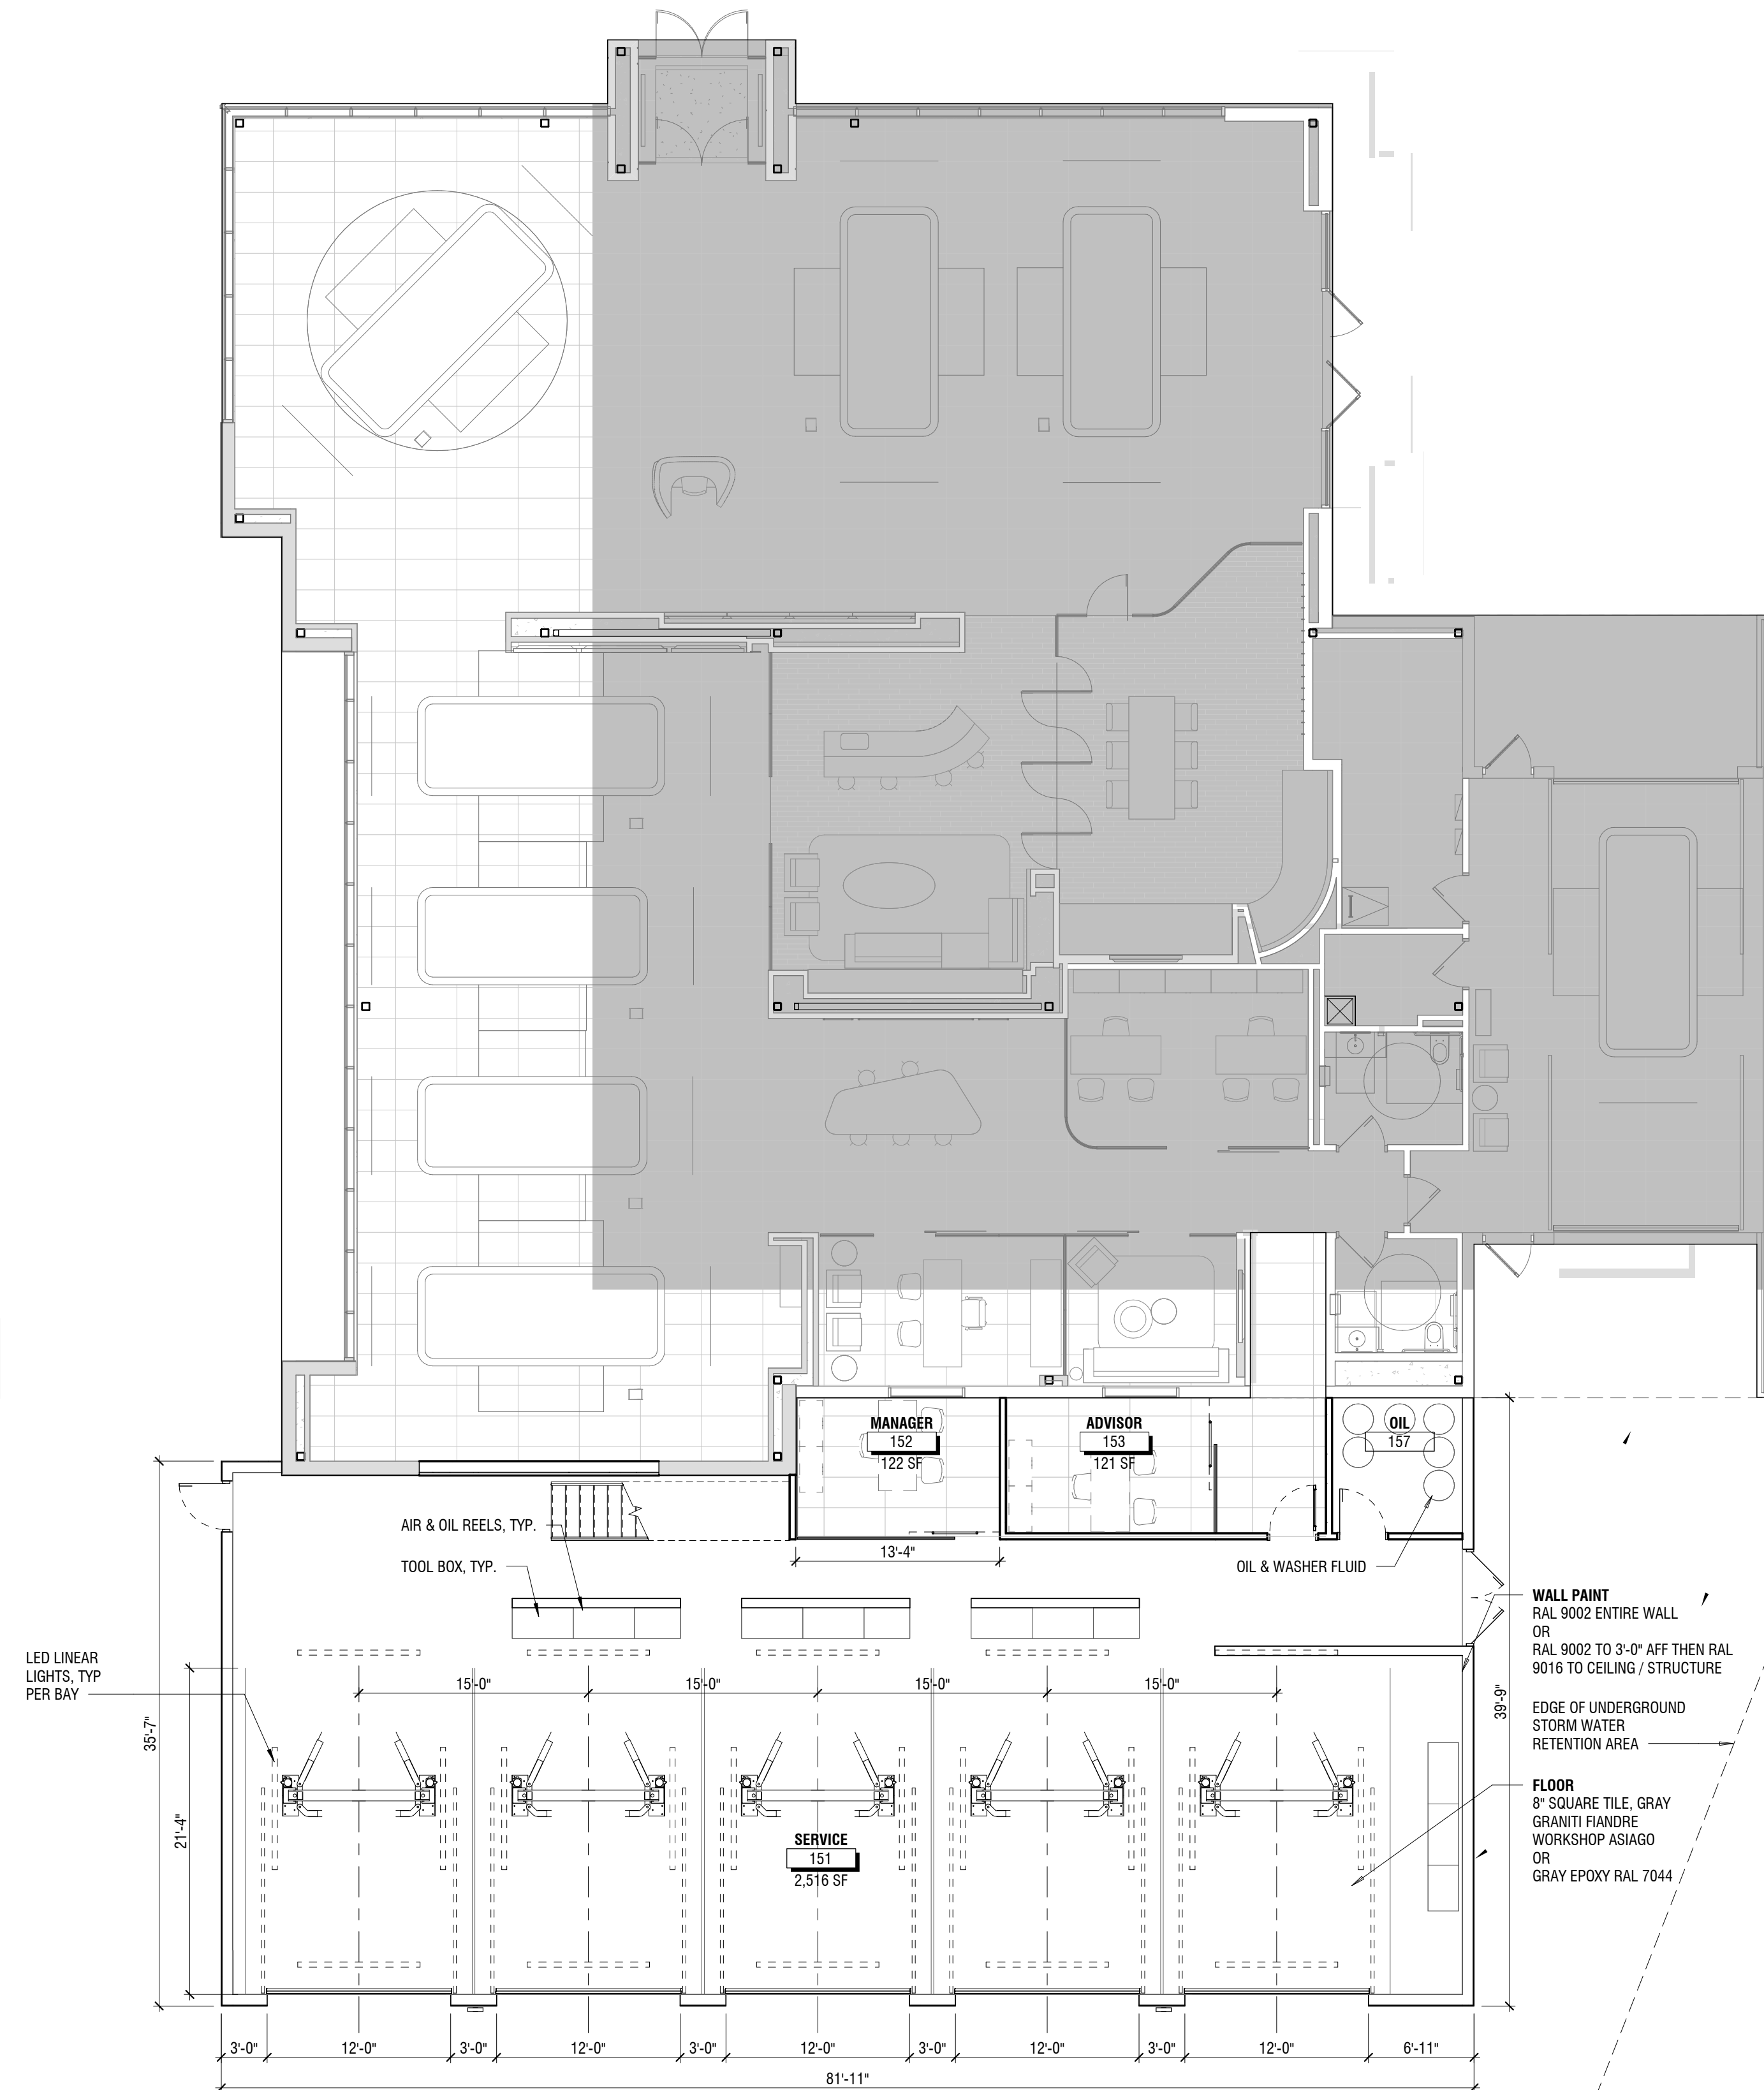 MANAGER
152
122 SF
ADVISOR
153
121 SF
OIL
157
AIR & OIL REELS, TYP.
TOOL BOX, TYP.
13'-4"
OIL & WASHER FLUID
WALL PAINT
RAL 9002 ENTIRE WALL
OR
RAL 9002 TO 3'-0" AFF THEN RAL
9016 TO CEILING / STRUCTURE
LED LINEAR
LIGHTS, TYP
PER BAY
15'-0"
15'-0"
15'-0"
15'-0"
35'-7"
39'-9"
EDGE OF UNDERGROUND
STORM WATER
RETENTION AREA
21'-4"
FLOOR
8" SQUARE TILE, GRAY
GRANITI FIANDRE
WORKSHOP ASIAGO
OR
GRAY EPOXY RAL 7044
SERVICE
151
2,516 SF
3'-0"
12'-0"
3'-0"
12'-0"
3'-0"
12'-0"
3'-0"
12'-0"
3'-0"
12'-0"
6'-11"
81'-11"